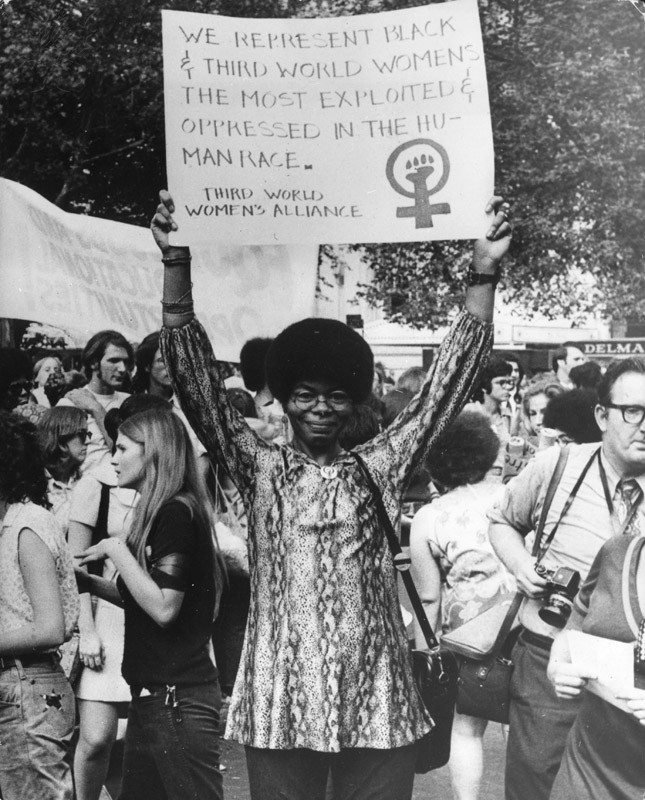 WE REPRESENT BLACK
& THIRD WORLD WOMENS
THE MOST EXPLOITED &
OPPRESSED IN THE HU-
MAN RACE.
THIRD WORLD
WOMEN'S ALLIANCE
DELMA